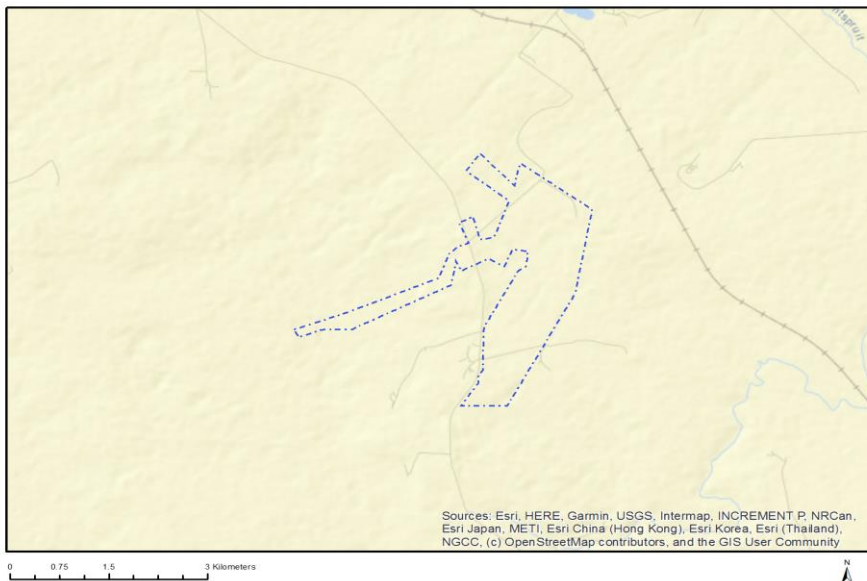 Sources: Esri, HERE, Garmin, USGS, Intermap, INCREMENT P, NRCan,
Esri Japan, METI, Esri China (Hong Kong), Esri Korea, Esri (Thailand),
NGCC, (c) OpenStreetMap contributors, and the GIS User Community
0 0.75 1.5 3 Kilometers
N